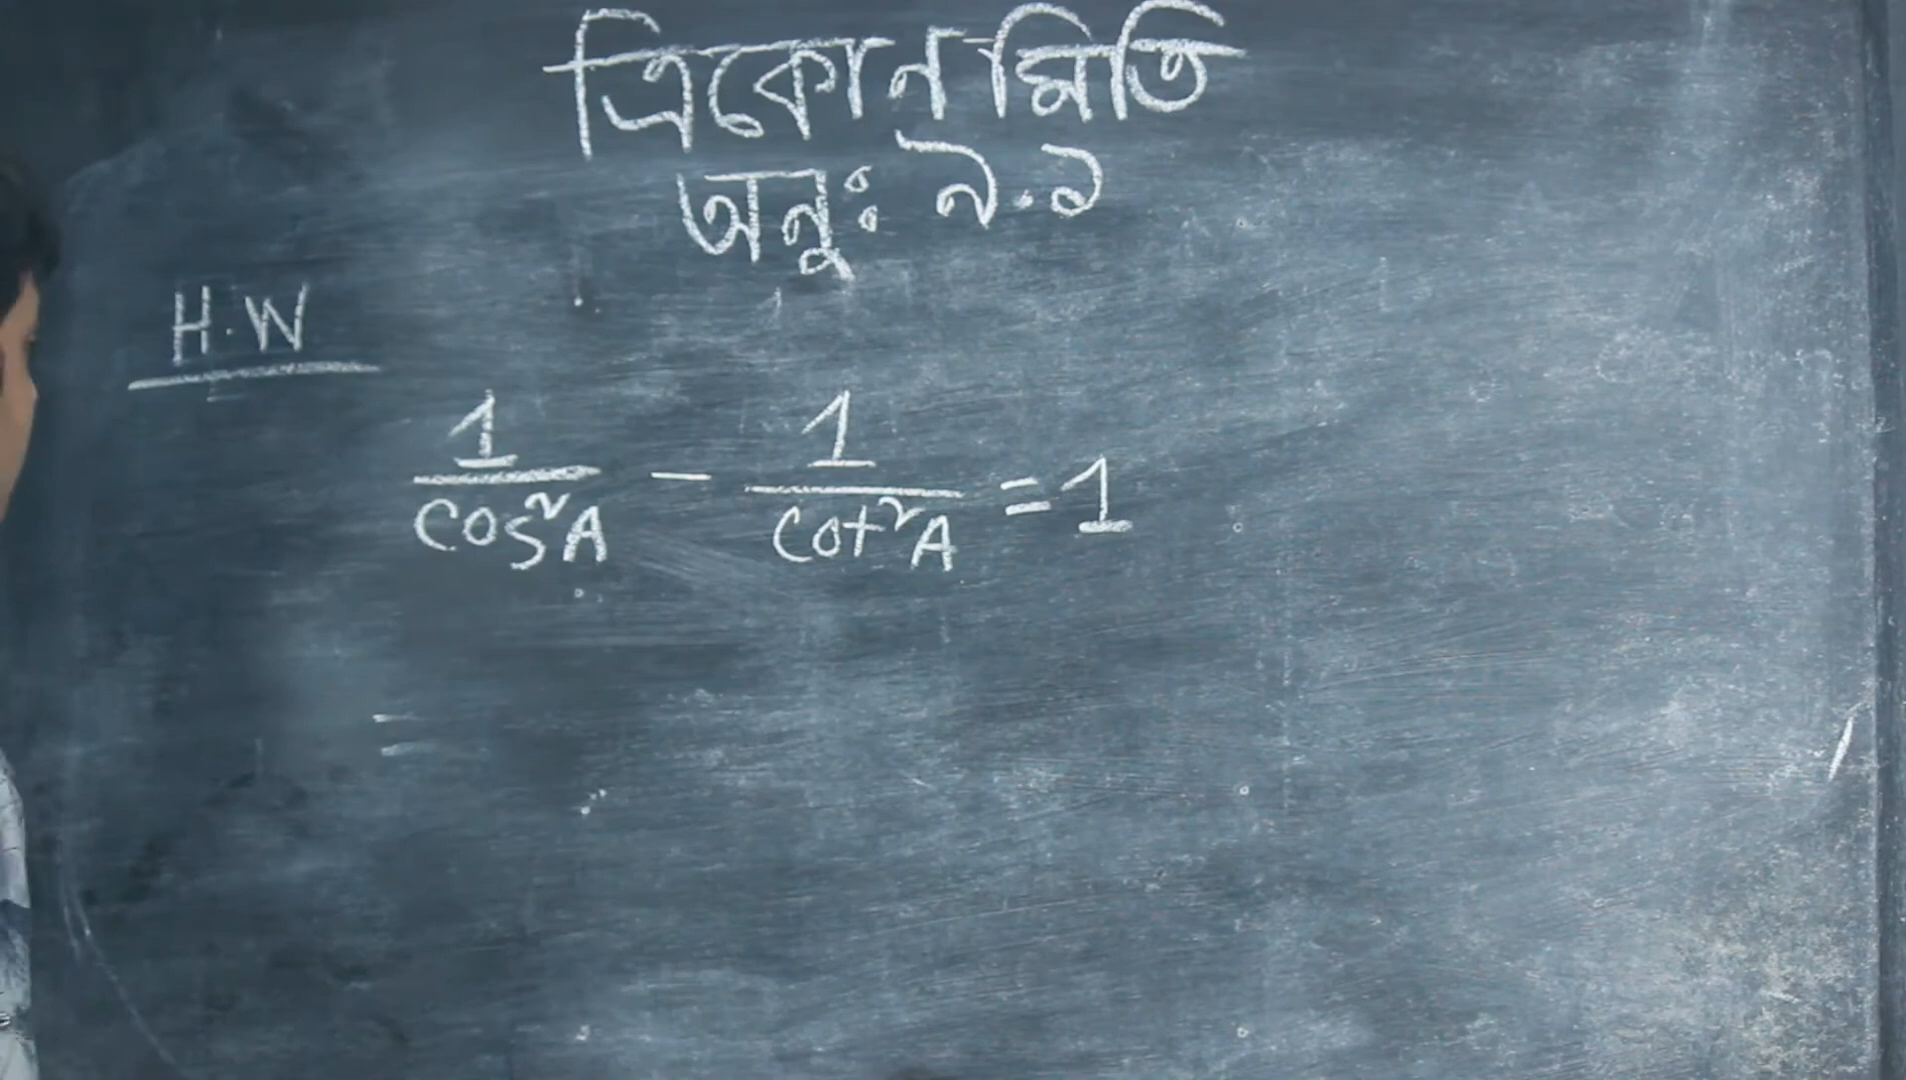 ত্রিকোনমিতি
অনুঃ ৯.১
H.W
1/cos²A - 1/cot²A = 1
=